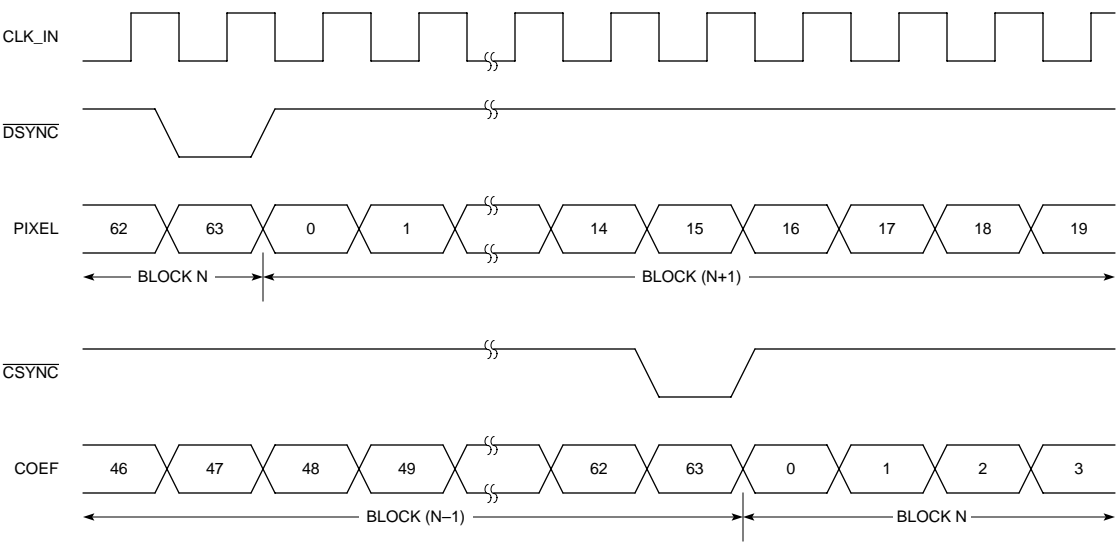 CLK_IN
DSYNC
PIXEL 62 63 0 1 14 15 16 17 18 19
BLOCK N BLOCK (N+1)
CSYNC
COEF 46 47 48 49 62 63 0 1 2 3
BLOCK (N–1) BLOCK N